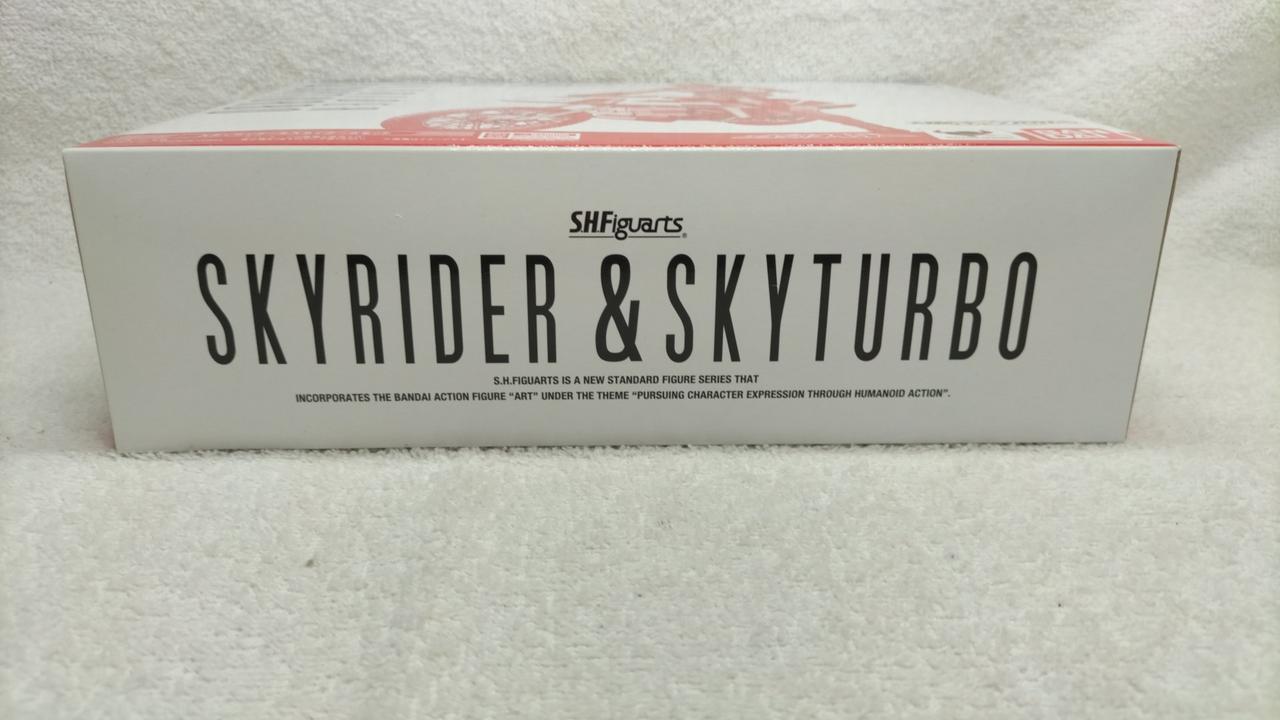 S.H.Figuarts®
SKYRIDER & SKYTURBO
S.H.FIGUARTS IS A NEW STANDARD FIGURE SERIES THAT
INCORPORATES THE BANDAI ACTION FIGURE “ART” UNDER THE THEME “PURSUING CHARACTER EXPRESSION THROUGH HUMANOID ACTION”.